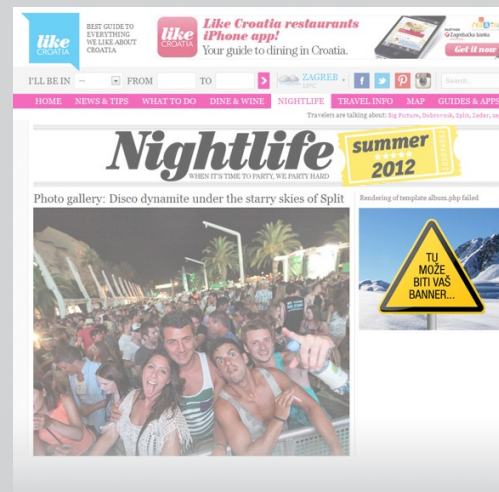 like
CROATIA
BEST GUIDE TO
EVERYTHING
WE LIKE ABOUT
CROATIA
like
CROATIA
Like Croatia restaurants
iPhone app!
Your guide to dining in Croatia.
Zagrebačka banka
Get it now
I'LL BE IN -- FROM TO ZAGREB
Search..
HOME NEWS & TIPS WHAT TO DO DINE & WINE NIGHTLIFE TRAVEL INFO MAP GUIDES & APPS
Travelers are talking about: Big Picture, Dubrovnik, Split, Zadar,
Nightlife
WHEN IT'S TIME TO PARTY, WE PARTY HARD
summer
2012
Photo gallery: Disco dynamite under the starry skies of Split
Rendering of template album.php failed
TU
MOŽE
BITI VAŠ
BANNER...